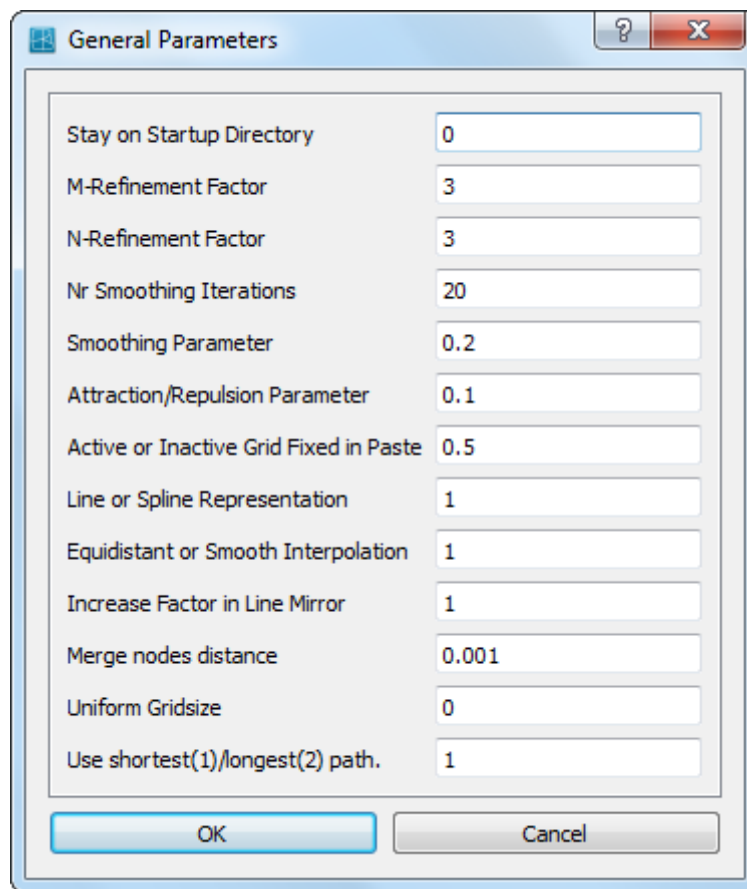 General Parameters
Stay on Startup Directory 0
M-Refinement Factor 3
N-Refinement Factor 3
Nr Smoothing Iterations 20
Smoothing Parameter 0.2
Attraction/Repulsion Parameter 0.1
Active or Inactive Grid Fixed in Paste 0.5
Line or Spline Representation 1
Equidistant or Smooth Interpolation 1
Increase Factor in Line Mirror 1
Merge nodes distance 0.001
Uniform Gridsize 0
Use shortest(1)/longest(2) path. 1
OK Cancel